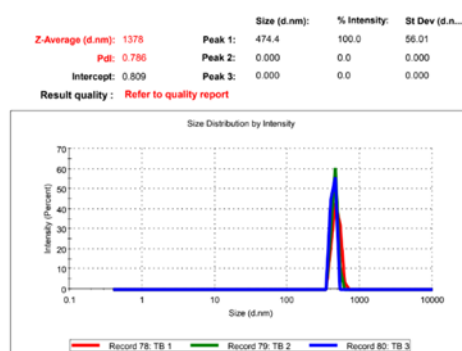 Size (d.nm): % Intensity: St Dev (d.n...
Z-Average (d.nm): 1378 Peak 1: 474.4 100.0 56.01
PdI: 0.786 Peak 2: 0.000 0.0 0.000
Intercept: 0.809 Peak 3: 0.000 0.0 0.000
Result quality : Refer to quality report
Size Distribution by Intensity
Intensity (Percent)
70
60
50
40
30
20
10
0
0.1 1 10 100 1000 10000
Size (d.nm)
Record 78: TB 1 Record 79: TB 2 Record 80: TB 3